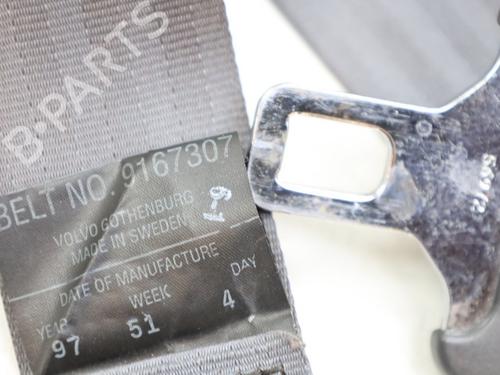 B-PARTS
BELT NO. 9167307
VOLVO GOTHENBURG
MADE IN SWEDEN
DATE OF MANUFACTURE
YEAR WEEK DAY
97 51 4